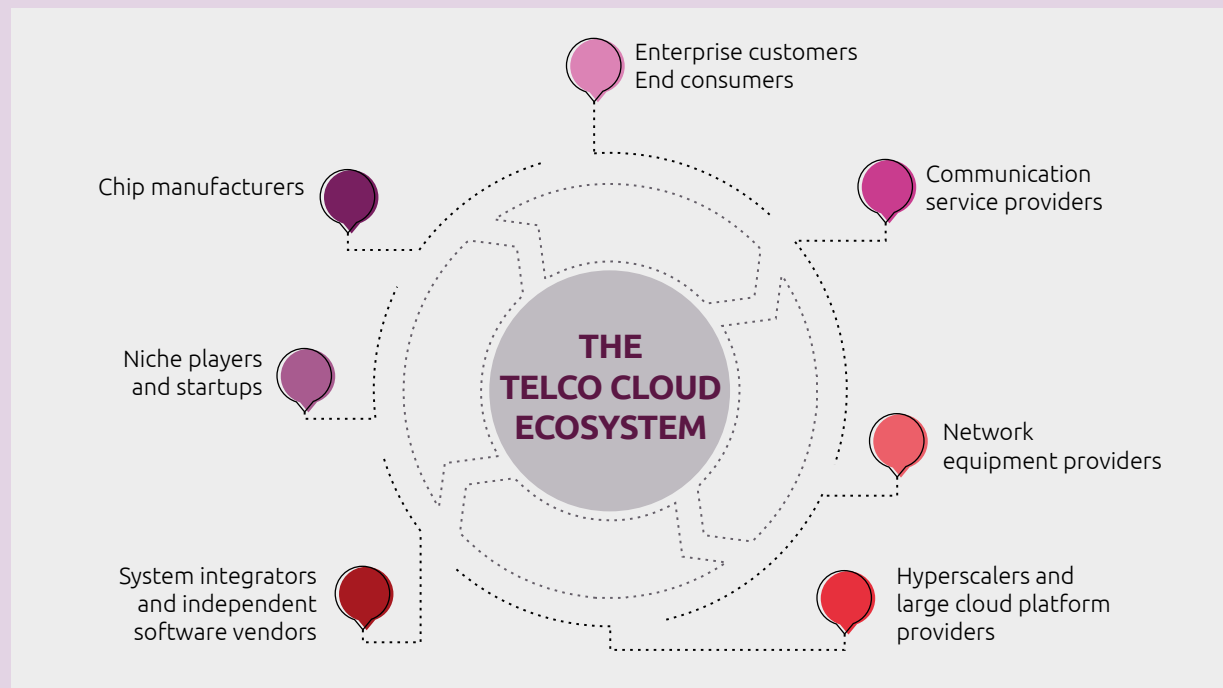 Enterprise customers
End consumers
Communication
service providers
Network
equipment providers
Hyperscalers and
large cloud platform
providers
System integrators
and independent
software vendors
Niche players
and startups
Chip manufacturers
THE
TELCO CLOUD
ECOSYSTEM